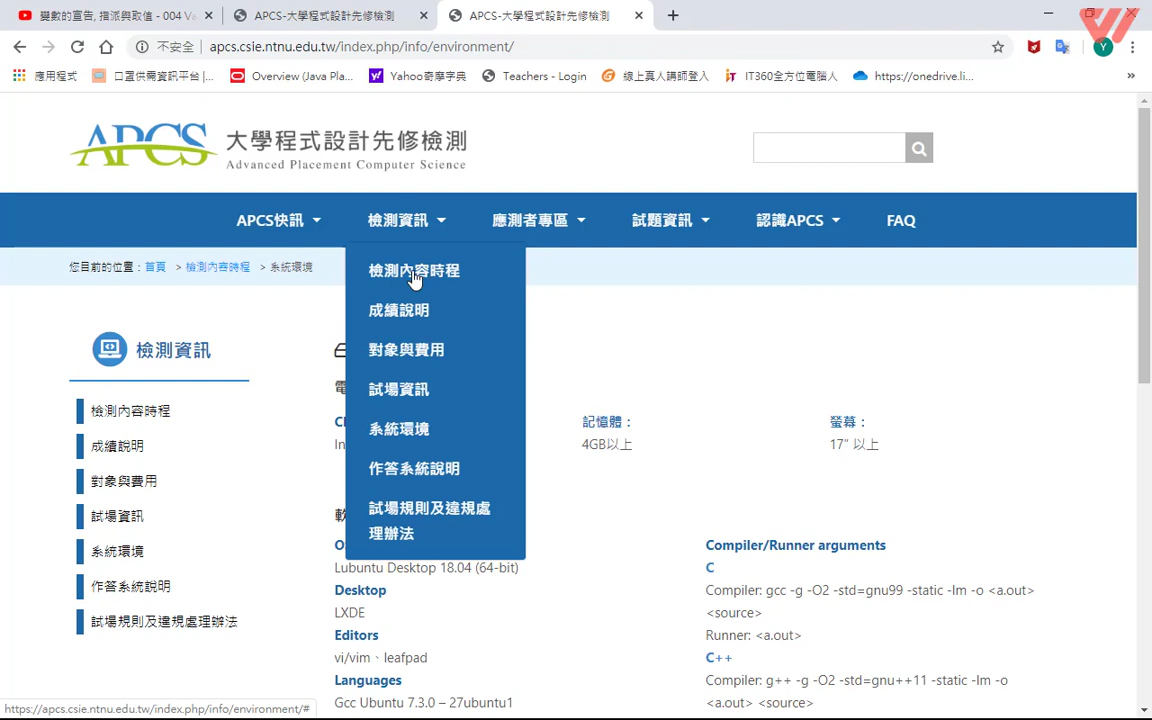 變數的宣告, 指派與取值 - 004 Va
APCS-大學程式設計先修檢測
APCS-大學程式設計先修檢測
不安全 apcs.csie.ntnu.edu.tw/index.php/info/environment/
Y
應用程式
口罩供需資訊平台 |...
Overview (Java Pla...
Yahoo奇摩字典
Teachers - Login
線上真人講師登入
IT360全方位電腦人
https://onedrive.li...
APCS 大學程式設計先修檢測
Advanced Placement Computer Science
APCS快訊 檢測資訊 應測者專區 試題資訊 認識APCS FAQ
您目前的位置：首頁 > 檢測內容時程 > 系統環境
檢測內容時程
成績說明
對象與費用
試場資訊
系統環境
作答系統說明
試場規則及違規處
理辦法
檢測資訊
檢測內容時程
成績說明
對象與費用
試場資訊
系統環境
作答系統說明
試場規則及違規處理辦法
記憶體：
4GB以上
螢幕：
17” 以上
Lubuntu Desktop 18.04 (64-bit)
Desktop
LXDE
Editors
vi/vim、leafpad
Languages
Gcc Ubuntu 7.3.0 – 27ubuntu1
Compiler/Runner arguments
C
Compiler: gcc -g -O2 -std=gnu99 -static -lm -o <a.out>
<source>
Runner: <a.out>
C++
Compiler: g++ -g -O2 -std=gnu++11 -static -lm -o
<a.out> <source>
https://apcs.csie.ntnu.edu.tw/index.php/info/environment/#